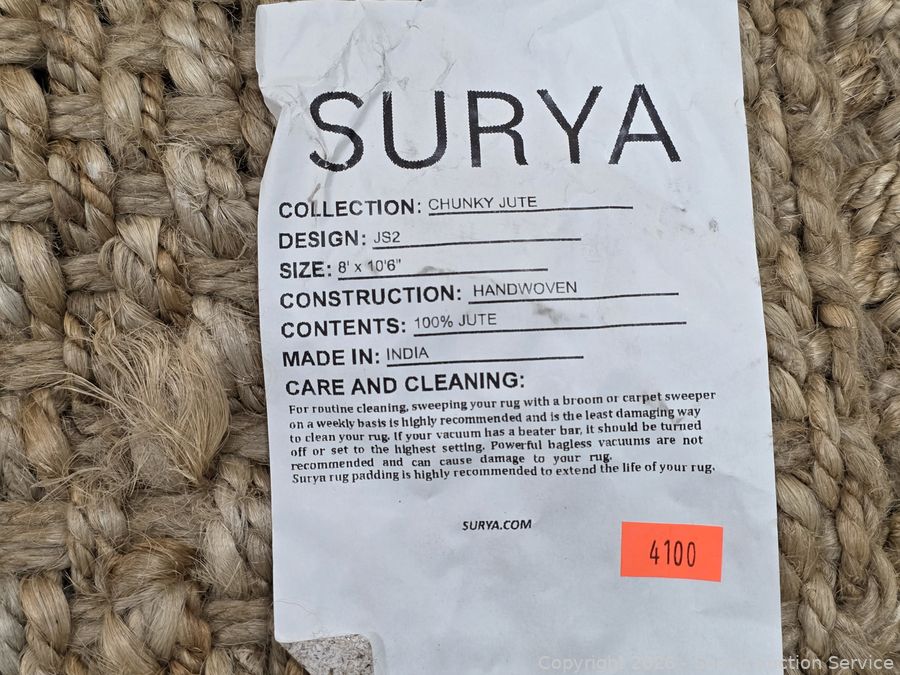 SURYA
COLLECTION: CHUNKY JUTE
DESIGN: JS2
SIZE: 8' x 10'6"
CONSTRUCTION: HANDWOVEN
CONTENTS: 100% JUTE
MADE IN: INDIA
CARE AND CLEANING:
For routine cleaning, sweeping your rug with a broom or carpet sweeper
on a weekly basis is highly recommended and is the least damaging way
to clean your rug. If your vacuum has a beater bar, it should be turned
off or set to the highest setting. Powerful bagless vacuums are not
recommended and can cause damage to your rug.
Surya rug padding is highly recommended to extend the life of your rug.
SURYA.COM
4100
Copyright 2026 - Auction Service